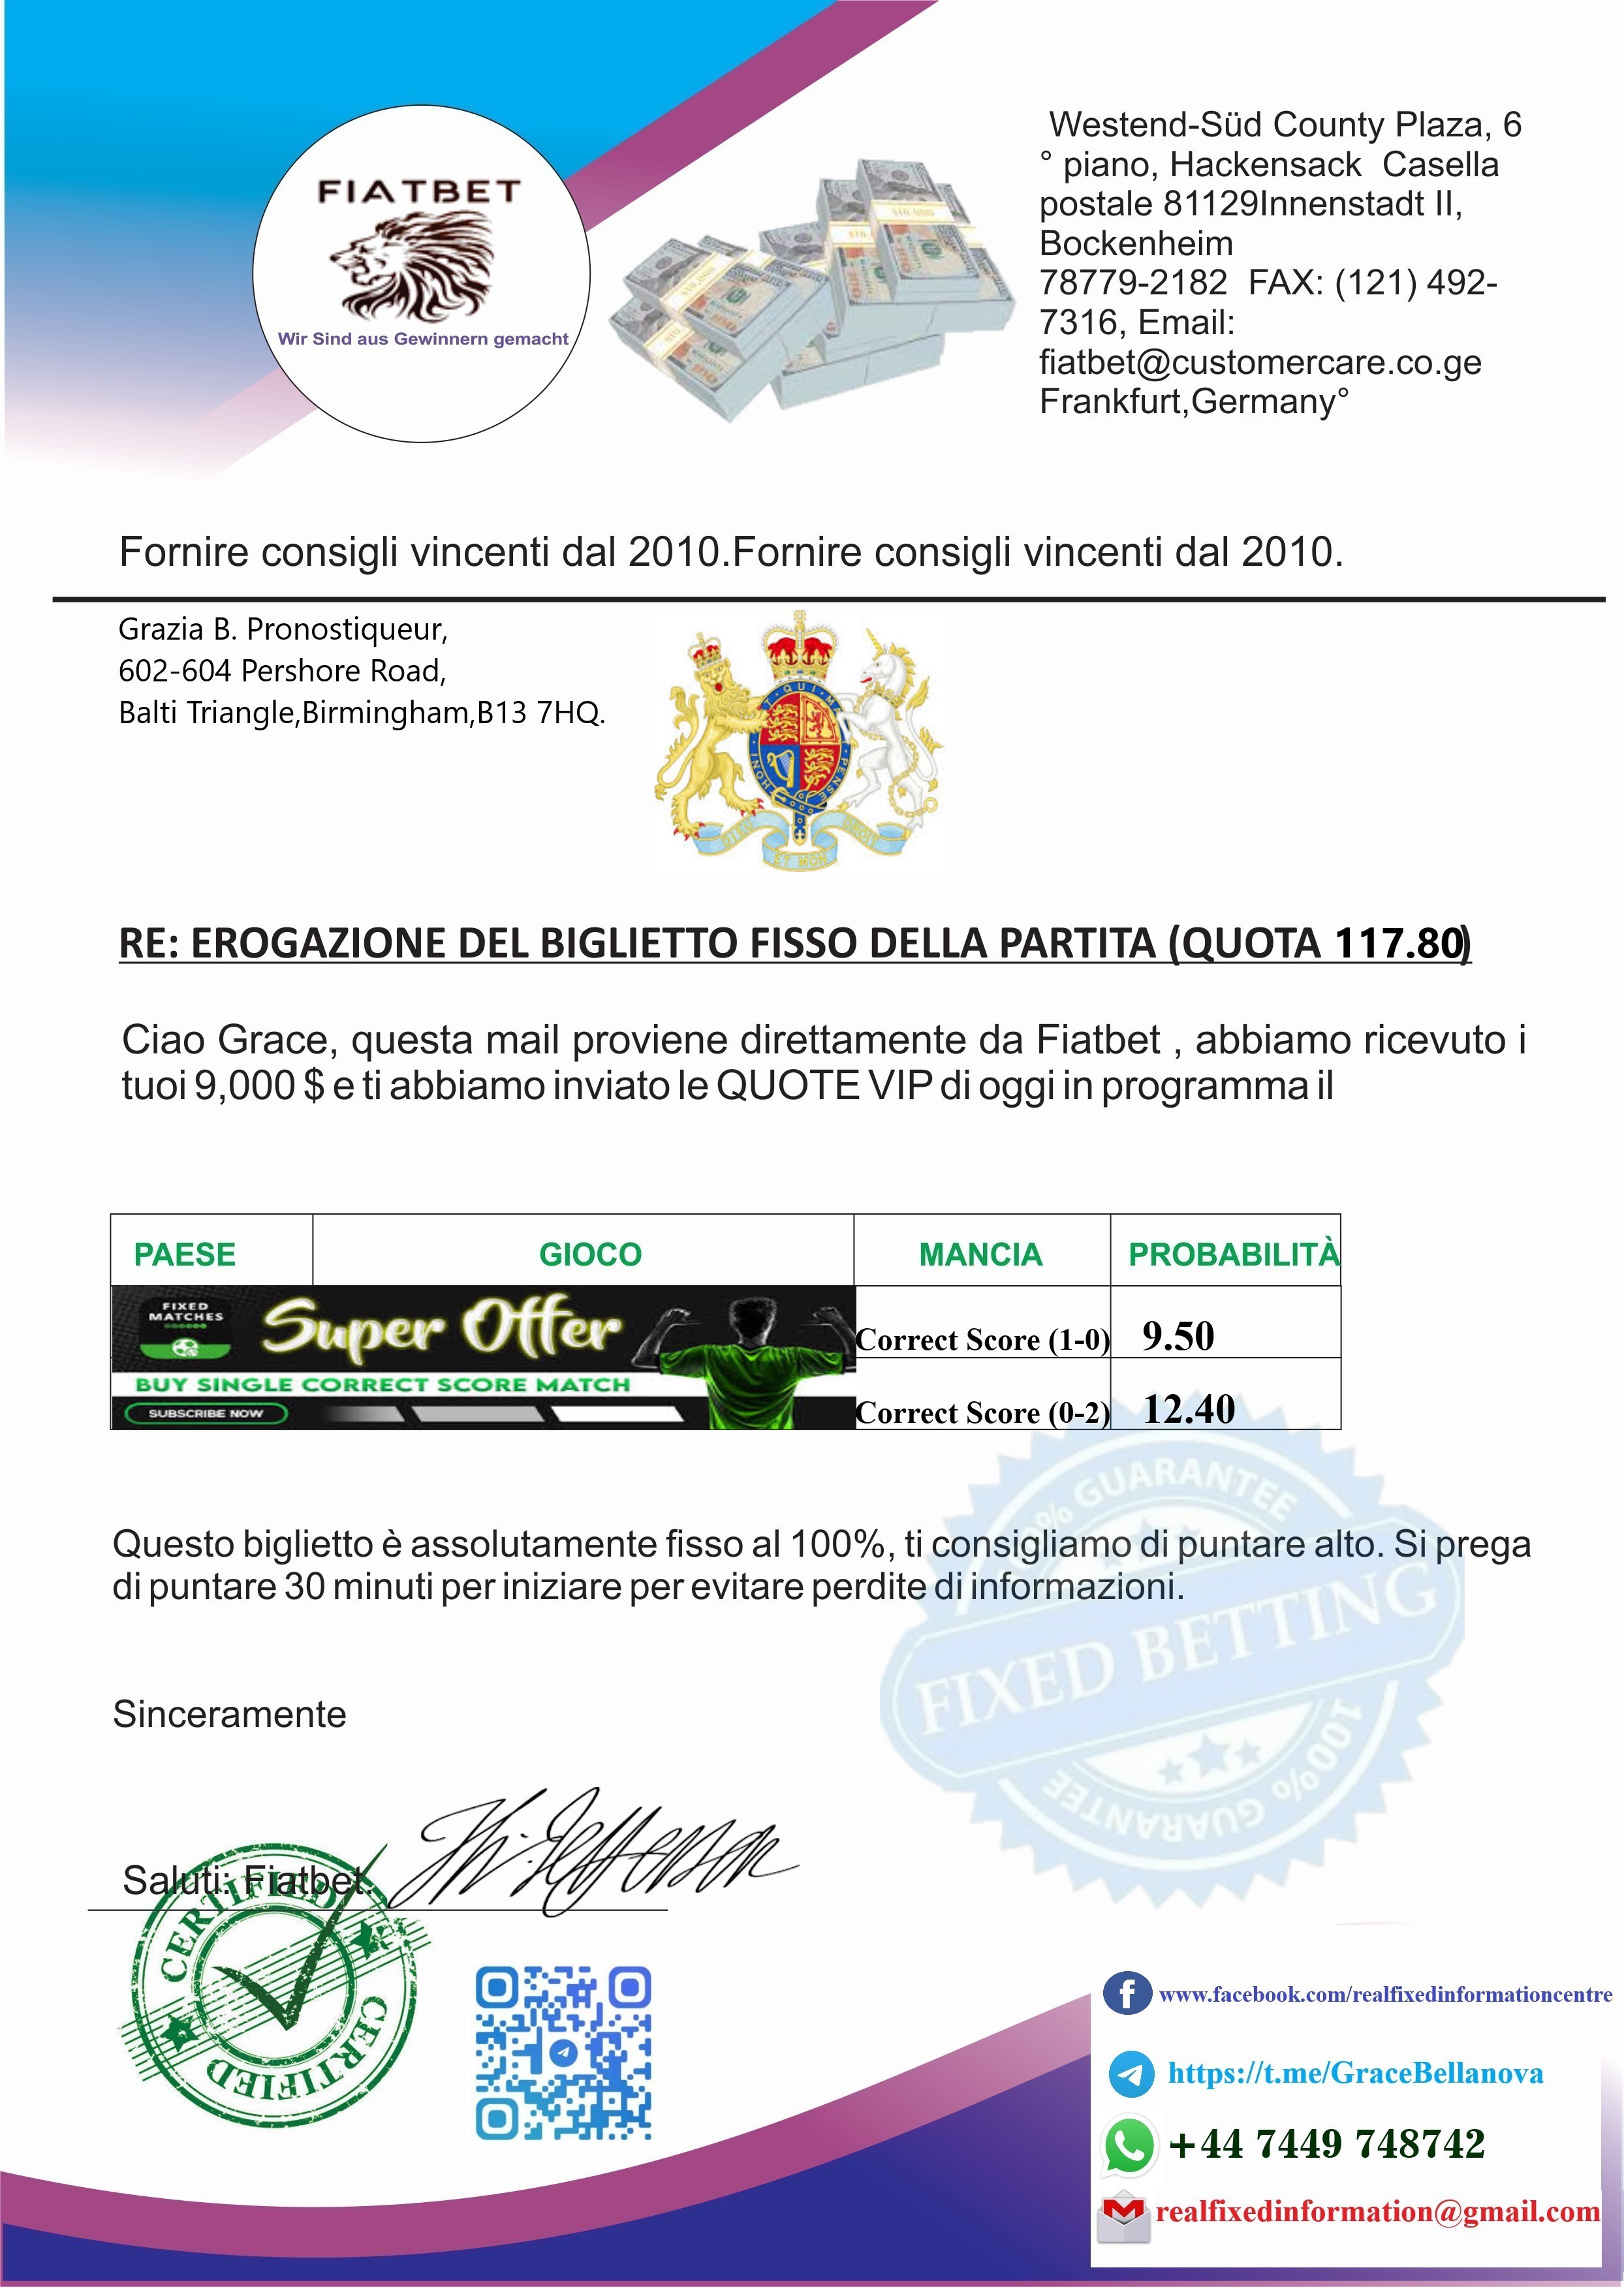 FIATBET
Wir Sind aus Gewinnern gemacht
Westend-Süd County Plaza, 6
° piano, Hackensack  Casella
postale 81129Innenstadt II,
Bockenheim
78779-2182  FAX: (121) 492-
7316, Email:
fiatbet@customercare.co.ge
Frankfurt,Germany°
Fornire consigli vincenti dal 2010.Fornire consigli vincenti dal 2010.
Grazia B. Pronostiqueur,
602-604 Pershore Road,
Balti Triangle,Birmingham,B13 7HQ.
RE: EROGAZIONE DEL BIGLIETTO FISSO DELLA PARTITA (QUOTA 117.80)
Ciao Grace, questa mail proviene direttamente da Fiatbet , abbiamo ricevuto i
tuoi 9,000 $ e ti abbiamo inviato le QUOTE VIP di oggi in programma il
PAESE GIOCO MANCIA PROBABILITÀ
FIXED
MATCHES
Super Offer
BUY SINGLE CORRECT SCORE MATCH
SUBSCRIBE NOW
Correct Score (1-0) 9.50
Correct Score (0-2) 12.40
Questo biglietto è assolutamente fisso al 100%, ti consigliamo di puntare alto. Si prega
di puntare 30 minuti per iniziare per evitare perdite di informazioni.
GUARANTEE
FIXED BETTING
100% GUARANTEE
Sinceramente
Saluti: Fiatbet.
CERTIFIED
CERTIFIED
www.facebook.com/realfixedinformationcentre
https://t.me/GraceBellanova
+44 7449 748742
realfixedinformation@gmail.com